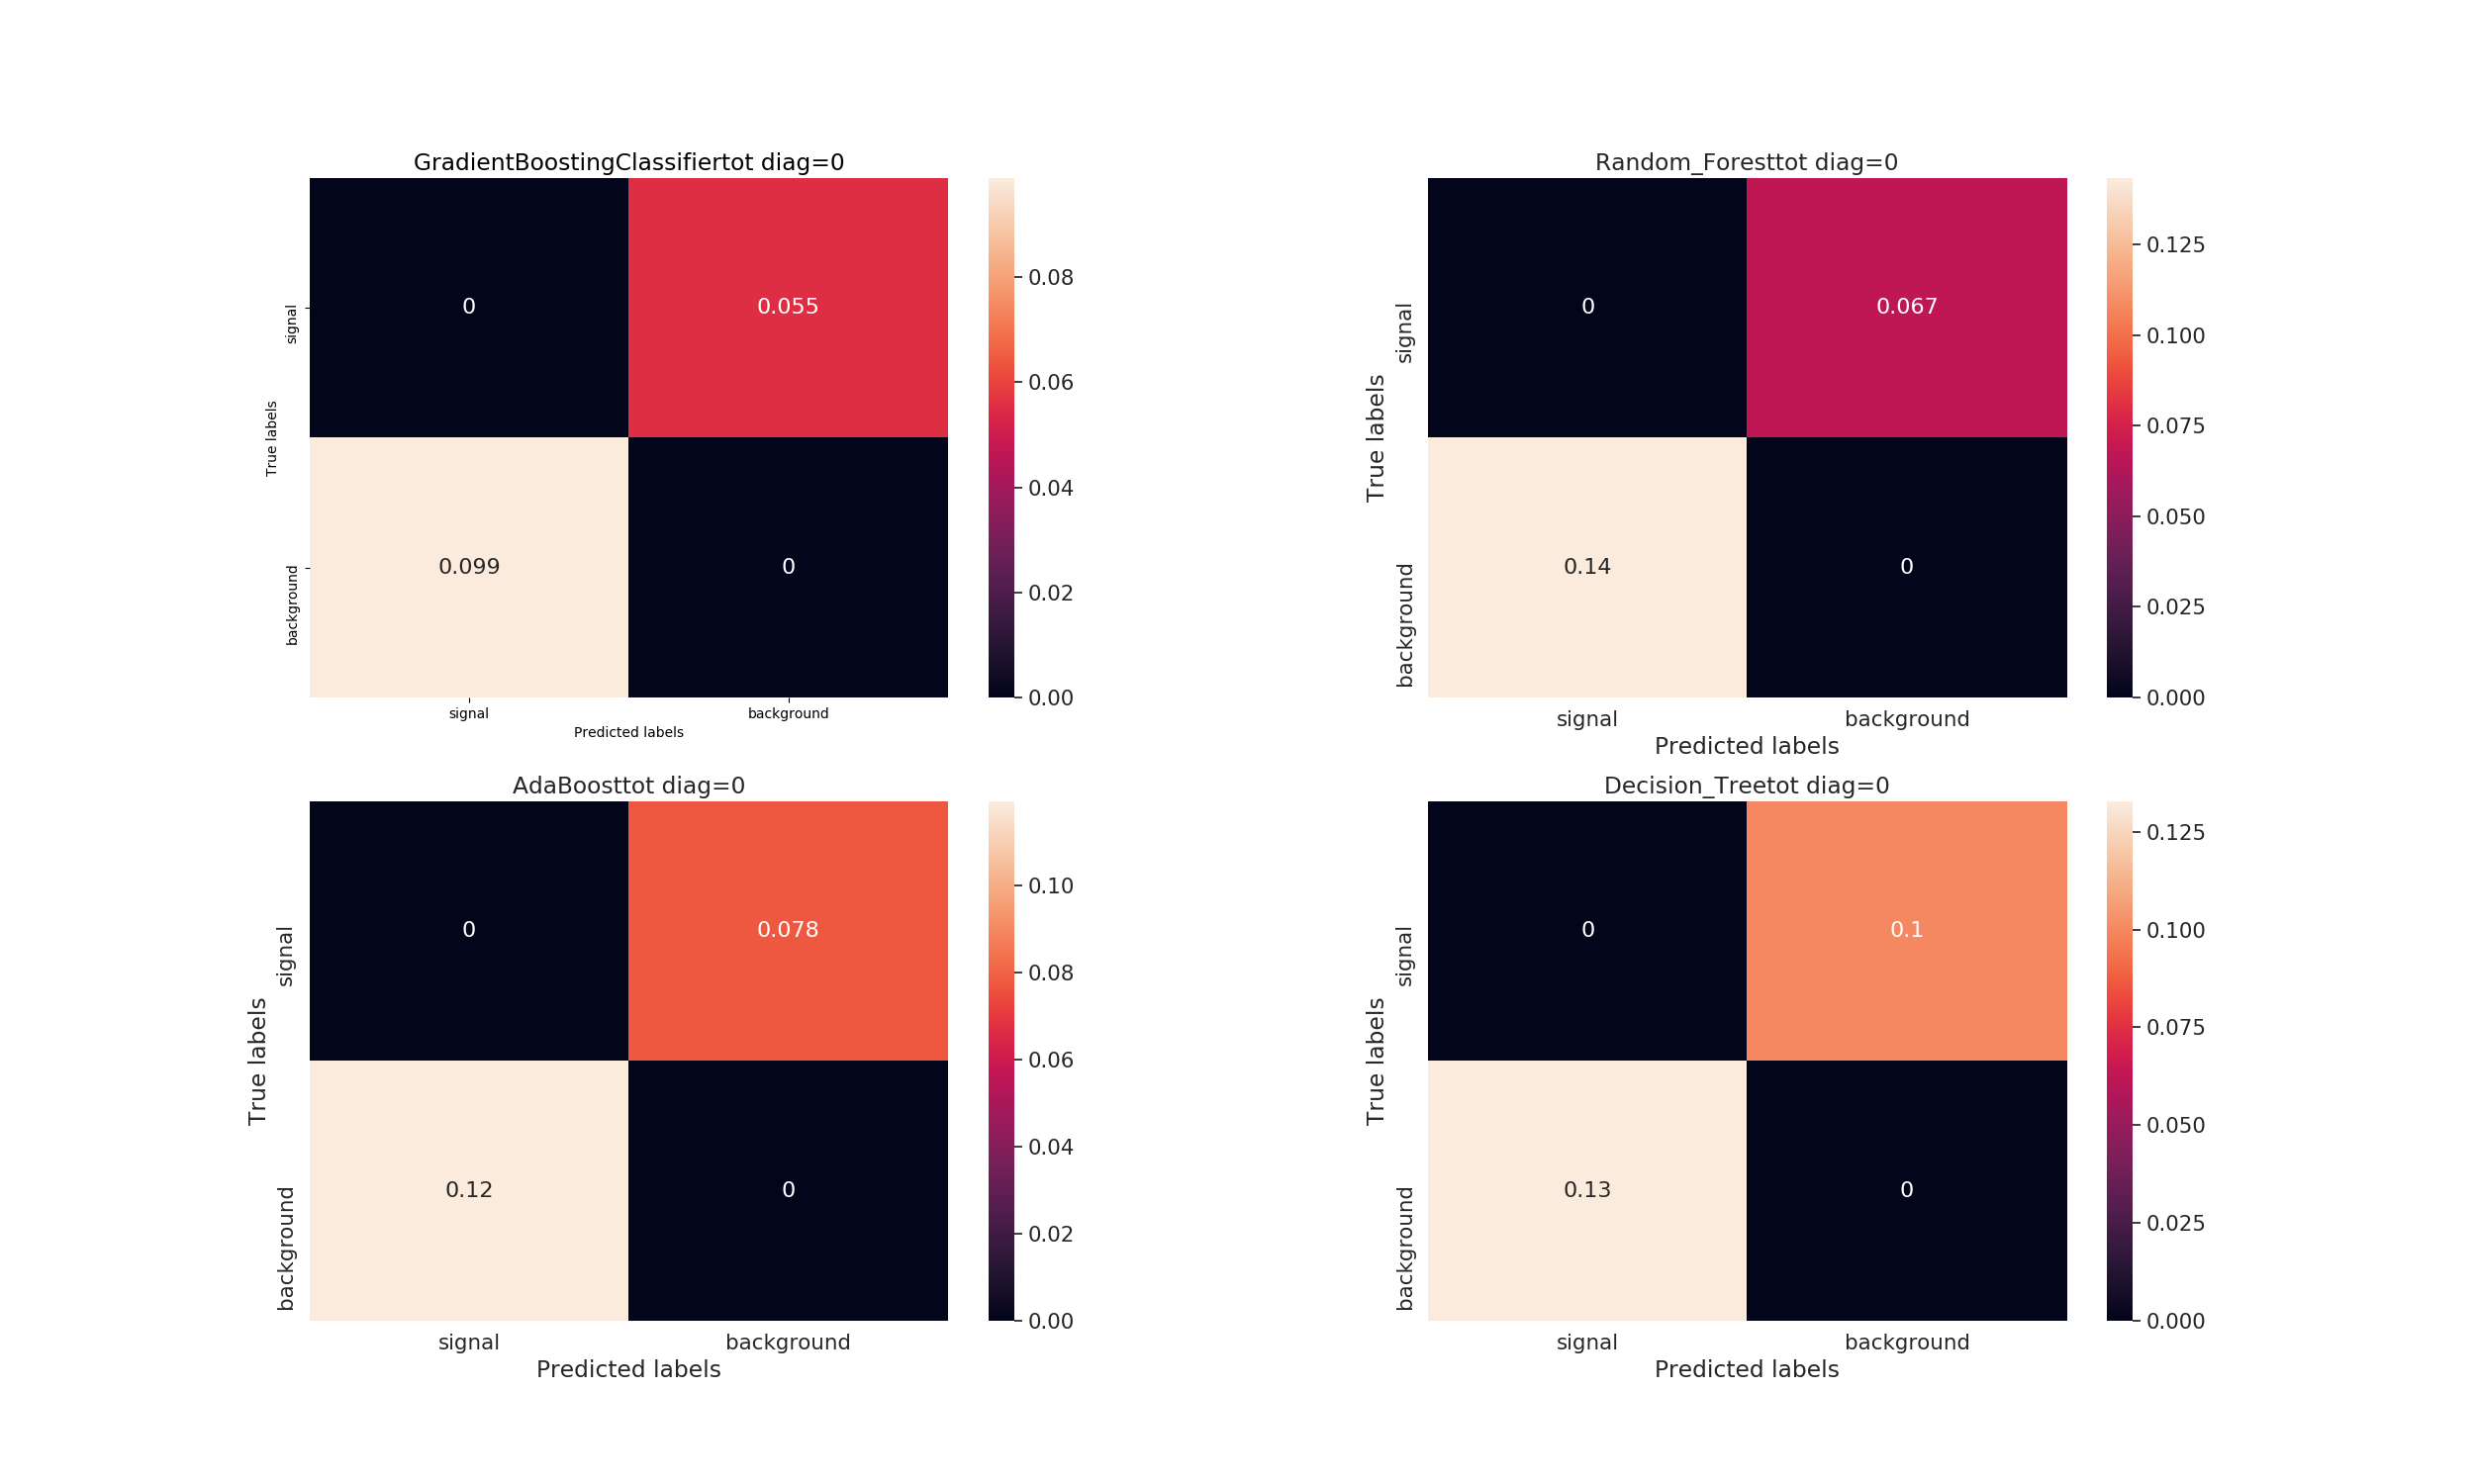 GradientBoostingClassifiertot diag=0
True labels
signal
background
0
0.055
0.099
0
signal
background
Predicted labels
0.08
0.06
0.04
0.02
0.00
Random_Foresttot diag=0
True labels
signal
background
0
0.067
0.14
0
signal
background
Predicted labels
0.125
0.100
0.075
0.050
0.025
0.000
AdaBoosttot diag=0
True labels
signal
background
0
0.078
0.12
0
signal
background
Predicted labels
0.10
0.08
0.06
0.04
0.02
0.00
Decision_Treetot diag=0
True labels
signal
background
0
0.1
0.13
0
signal
background
Predicted labels
0.125
0.100
0.075
0.050
0.025
0.000